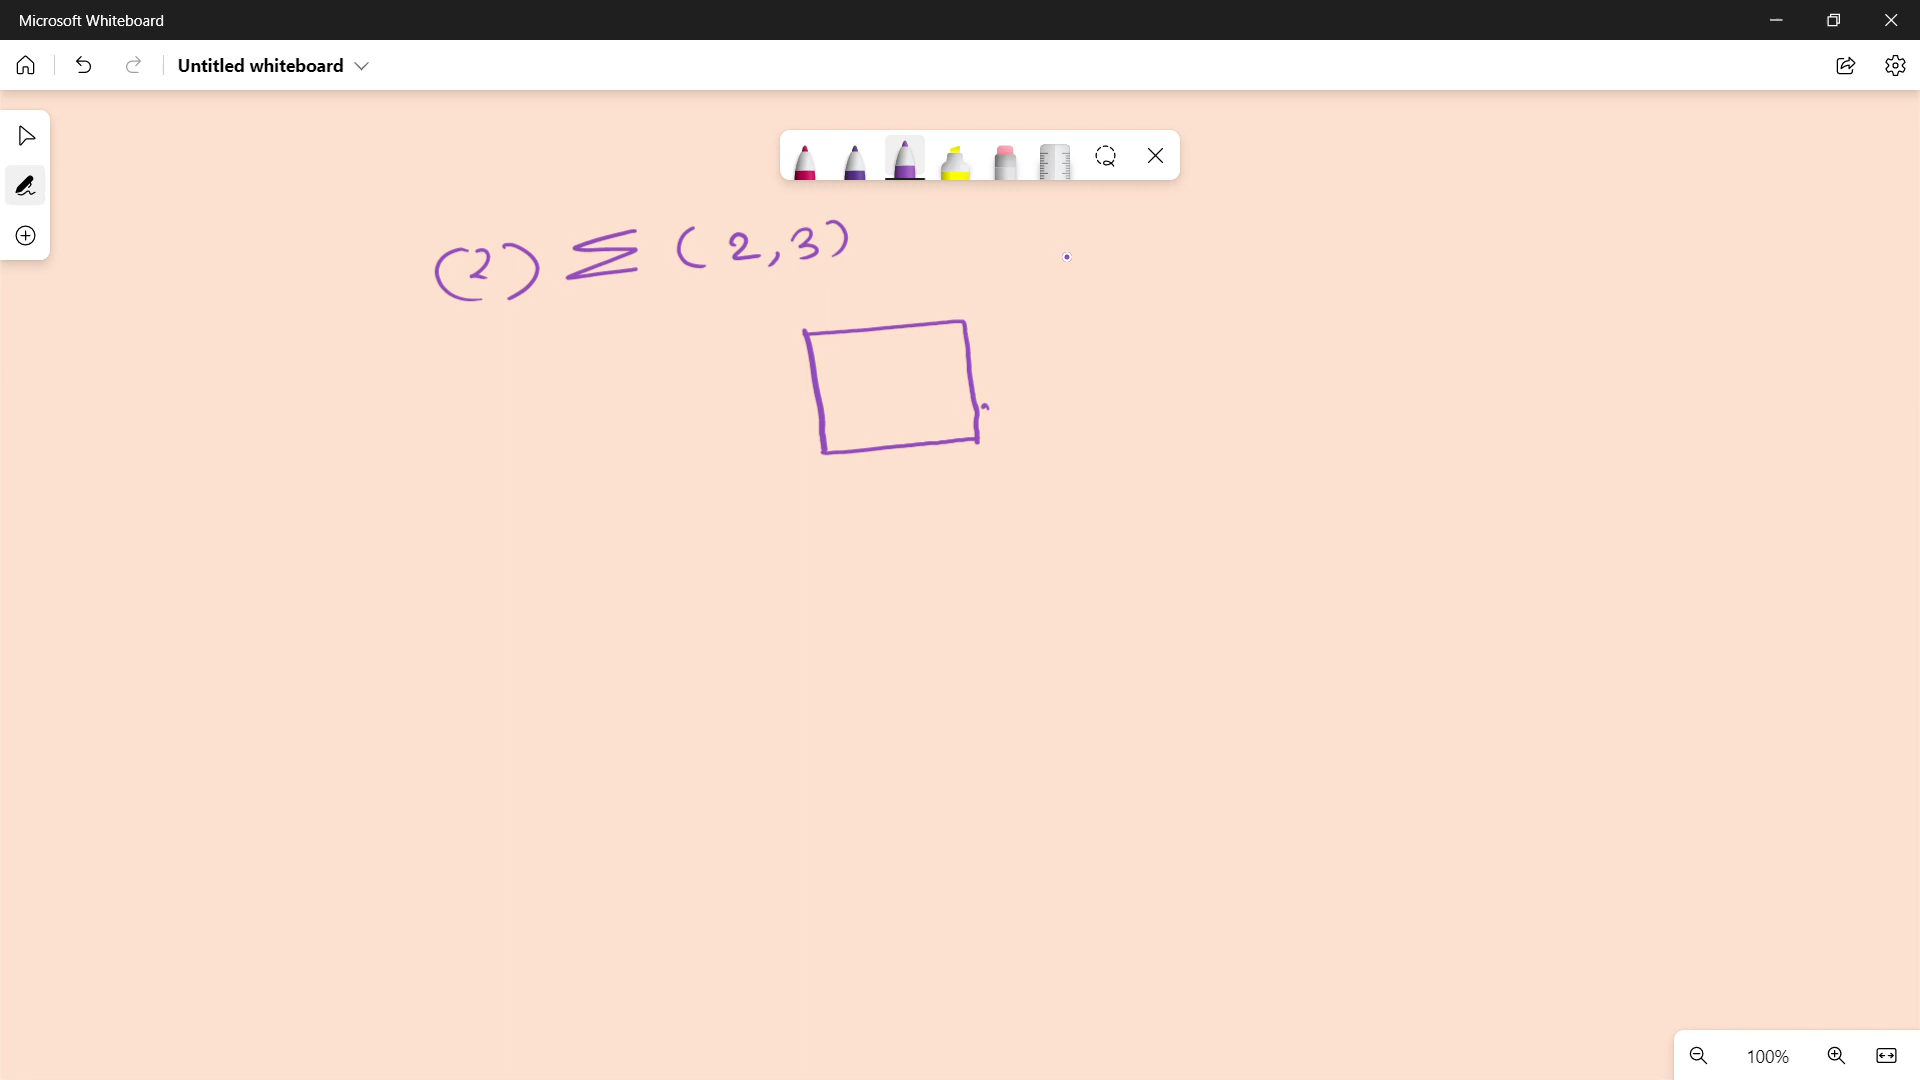 Microsoft Whiteboard
Untitled whiteboard
(2) Σ (2,3)
100%